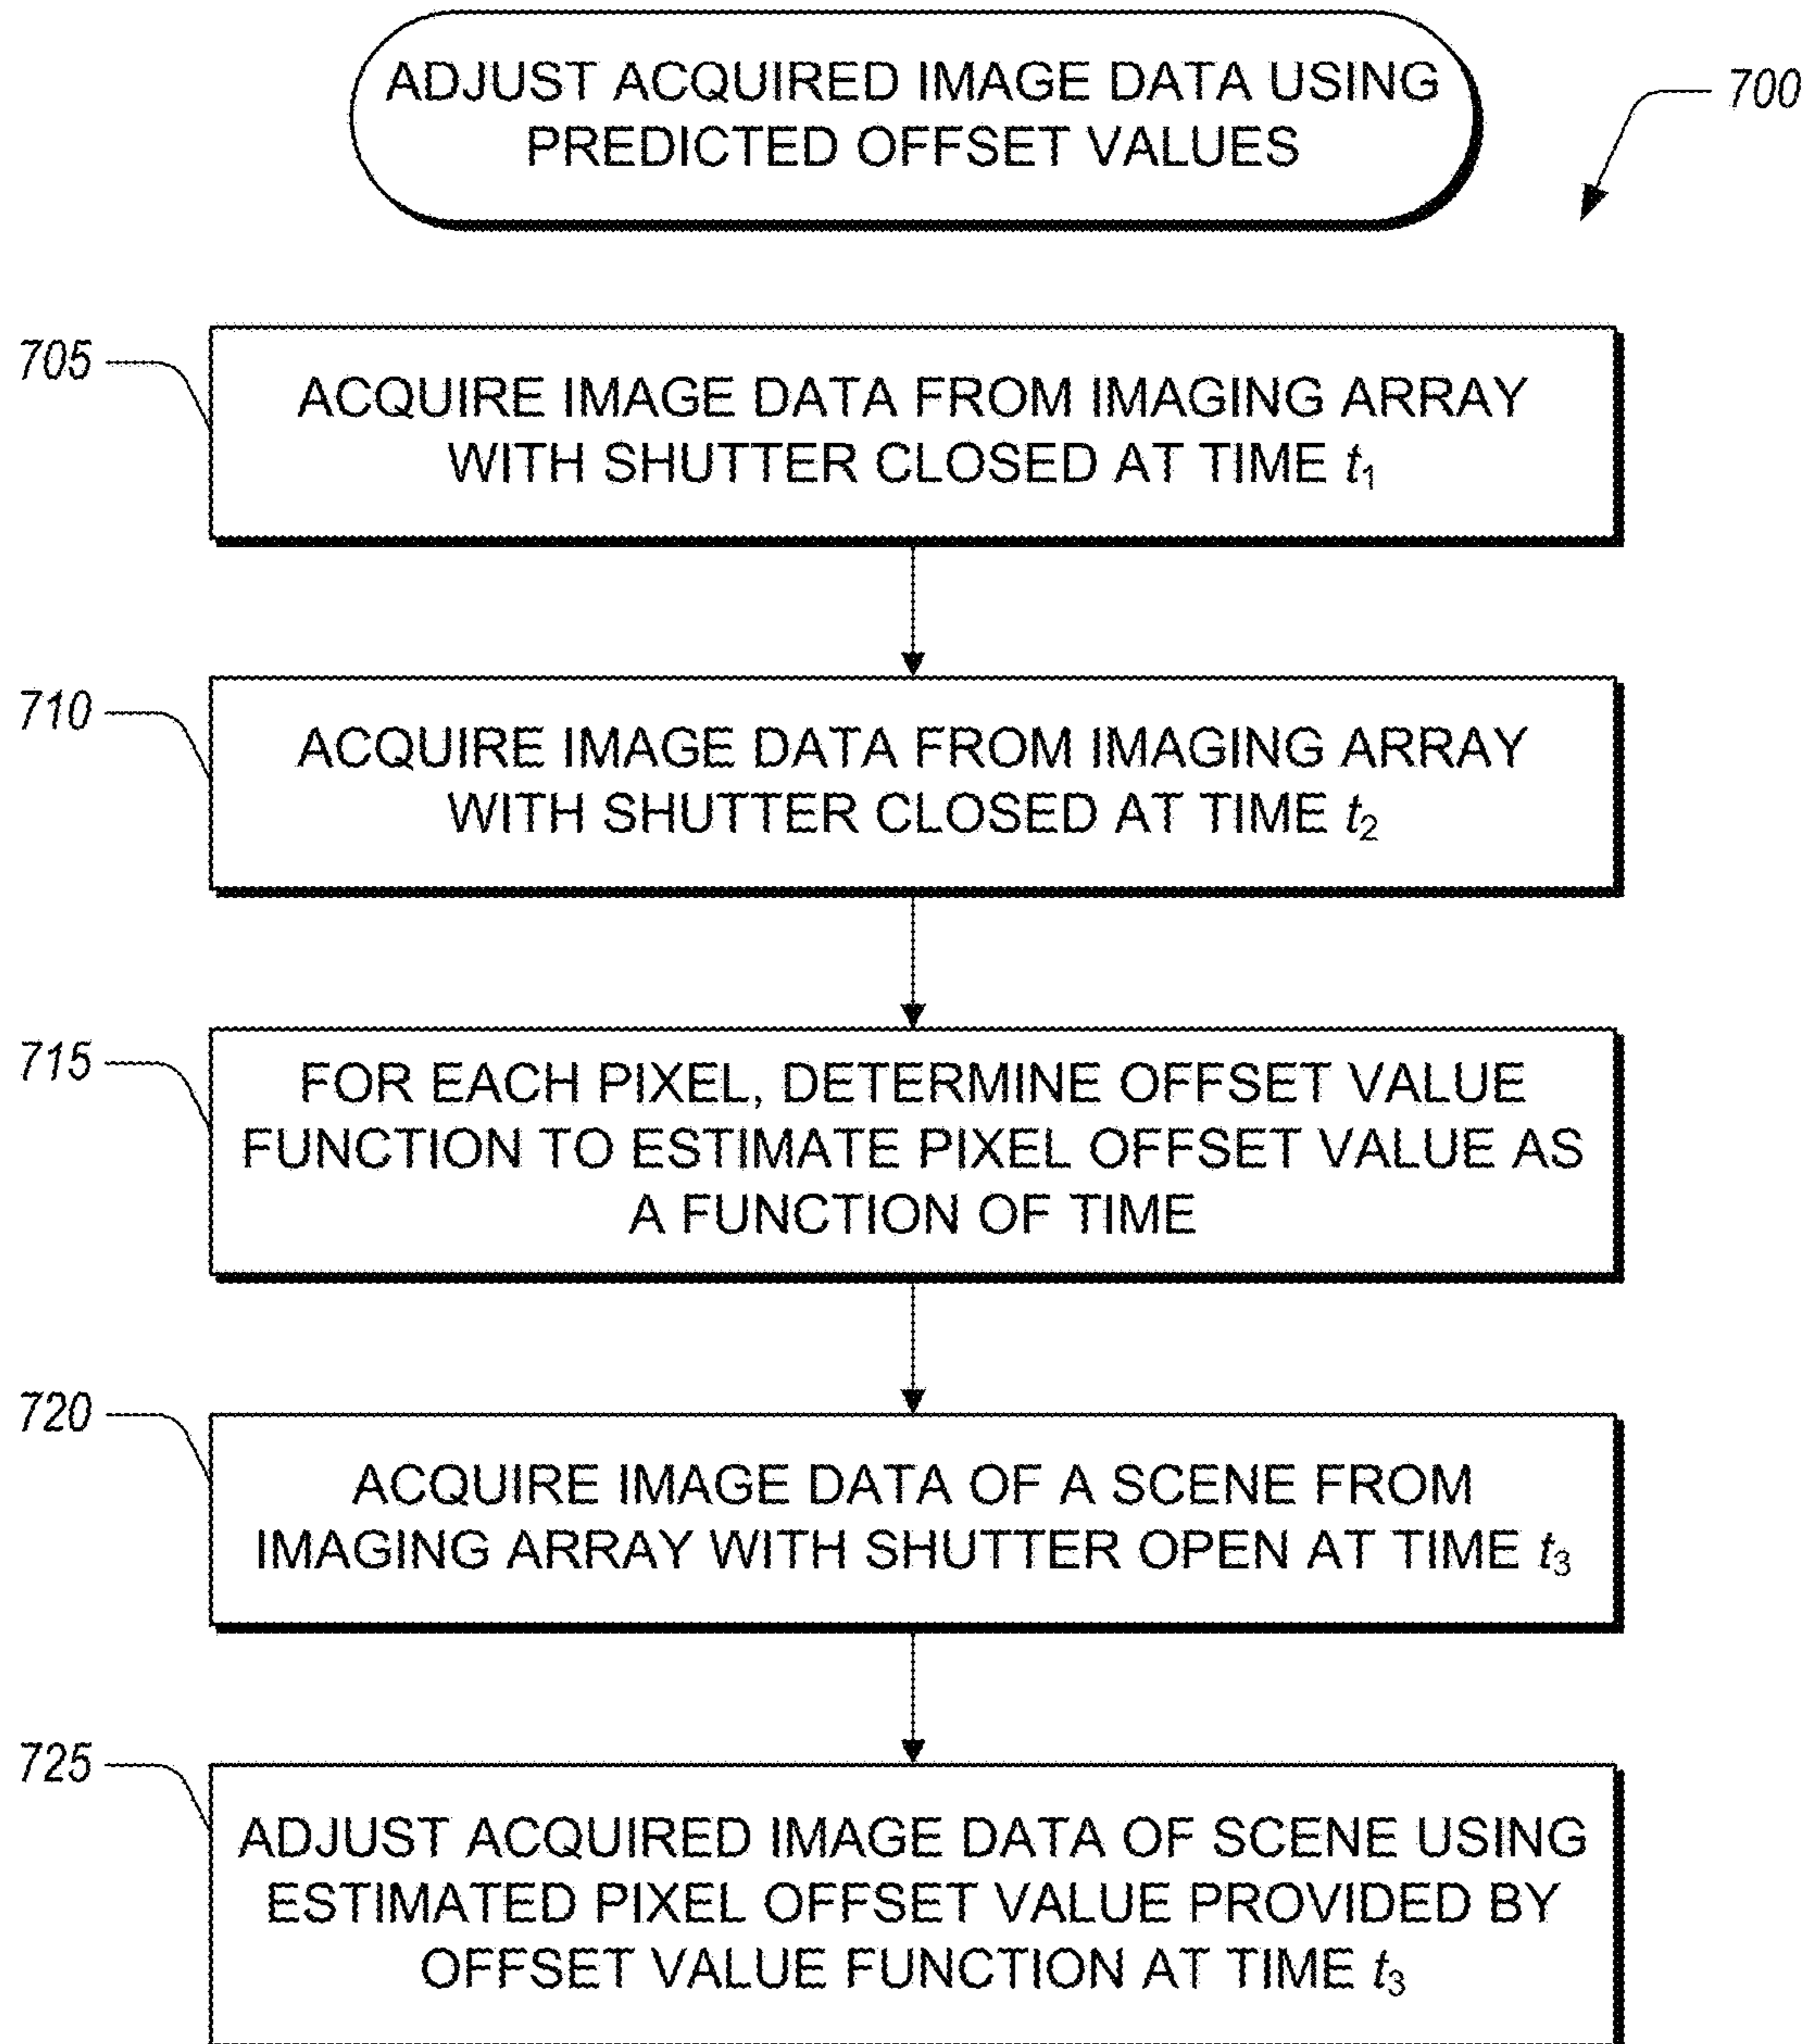 ADJUST ACQUIRED IMAGE DATA USING
PREDICTED OFFSET VALUES
700
705
ACQUIRE IMAGE DATA FROM IMAGING ARRAY
WITH SHUTTER CLOSED AT TIME t₁
710
ACQUIRE IMAGE DATA FROM IMAGING ARRAY
WITH SHUTTER CLOSED AT TIME t₂
715
FOR EACH PIXEL, DETERMINE OFFSET VALUE
FUNCTION TO ESTIMATE PIXEL OFFSET VALUE AS
A FUNCTION OF TIME
720
ACQUIRE IMAGE DATA OF A SCENE FROM
IMAGING ARRAY WITH SHUTTER OPEN AT TIME t₃
725
ADJUST ACQUIRED IMAGE DATA OF SCENE USING
ESTIMATED PIXEL OFFSET VALUE PROVIDED BY
OFFSET VALUE FUNCTION AT TIME t₃